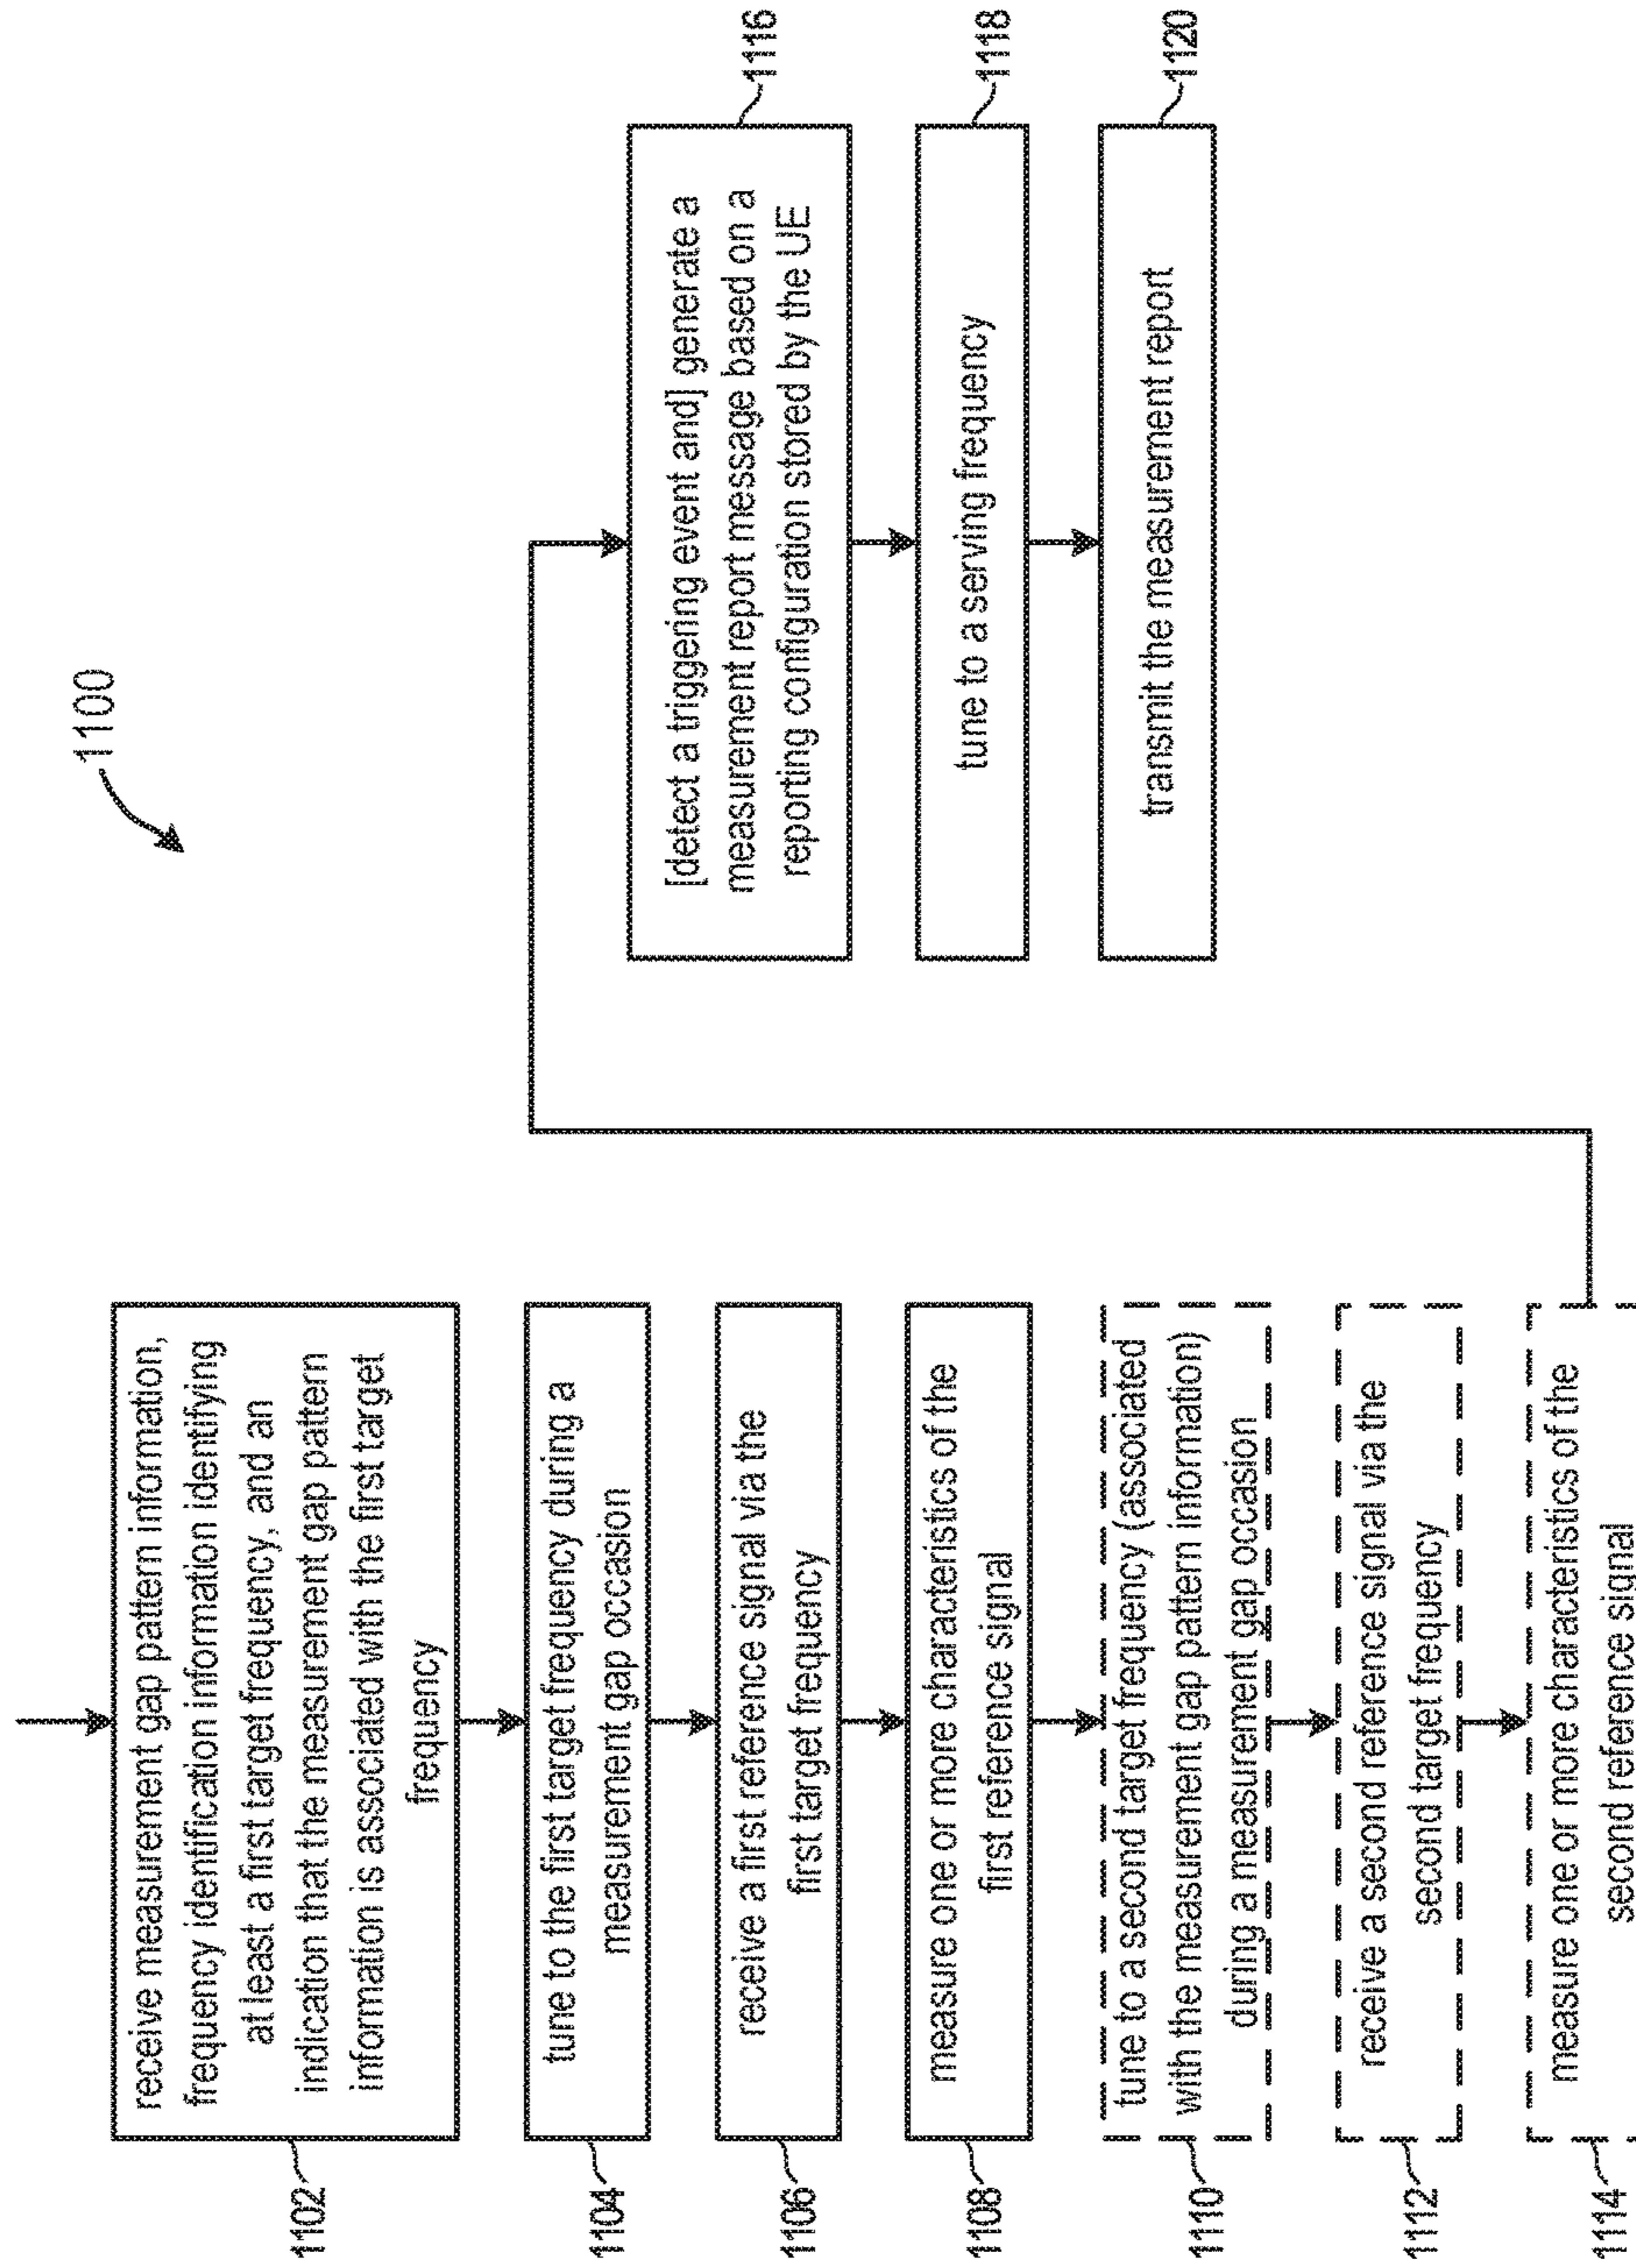 1100
1102
receive measurement gap pattern information,
frequency identification information identifying
at least a first target frequency, and an
indication that the measurement gap pattern
information is associated with the first target
frequency
1104
tune to the first target frequency during a
measurement gap occasion
1106
receive a first reference signal via the
first target frequency
1108
measure one or more characteristics of the
first reference signal
1110
tune to a second target frequency (associated
with the measurement gap pattern information)
during a measurement gap occasion
1112
receive a second reference signal via the
second target frequency
1114
measure one or more characteristics of the
second reference signal
[detect a triggering event and] generate a
measurement report message based on a
reporting configuration stored by the UE
1116
tune to a serving frequency
1118
transmit the measurement report
1120